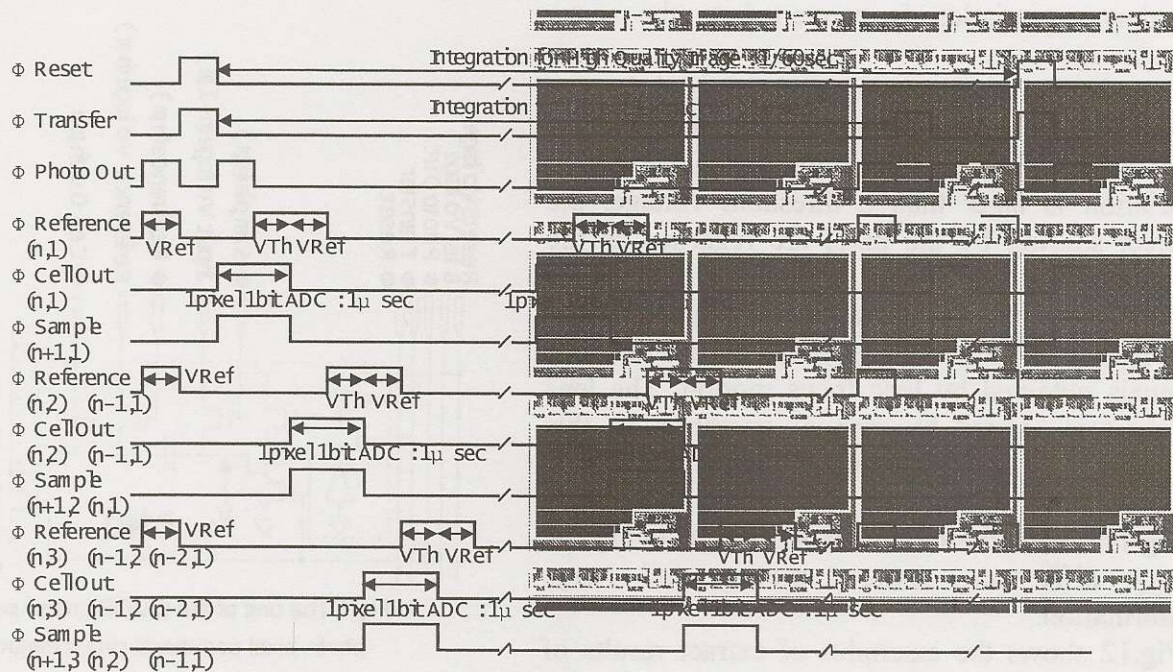 Integration for High Quality Image : 1/60sec
Φ Reset
Integration
Φ Transfer
Φ Photo Out
Φ Reference
(n,1)
VRef
VTh VRef
VTh VRef
Φ CellOut
(n,1)
1pixel1bitADC :1μ sec
Φ Sample
(n+1,1)
Φ Reference
(n,2) (n-1,1)
VRef
VTh VRef
VTh VRef
Φ CellOut
(n,2) (n-1,1)
1pixel1bitADC :1μ sec
Φ Sample
(n+1,2 (n,1)
Φ Reference
(n,3) (n-1,2 (n-2,1)
VRef
VTh VRef
VTh VRef
Φ CellOut
(n,3) (n-1,2 (n-2,1)
1pixel1bitADC :1μ sec
1pixel1bitADC :1μ sec
Φ Sample
(n+1,3 (n,2) (n-1,1)